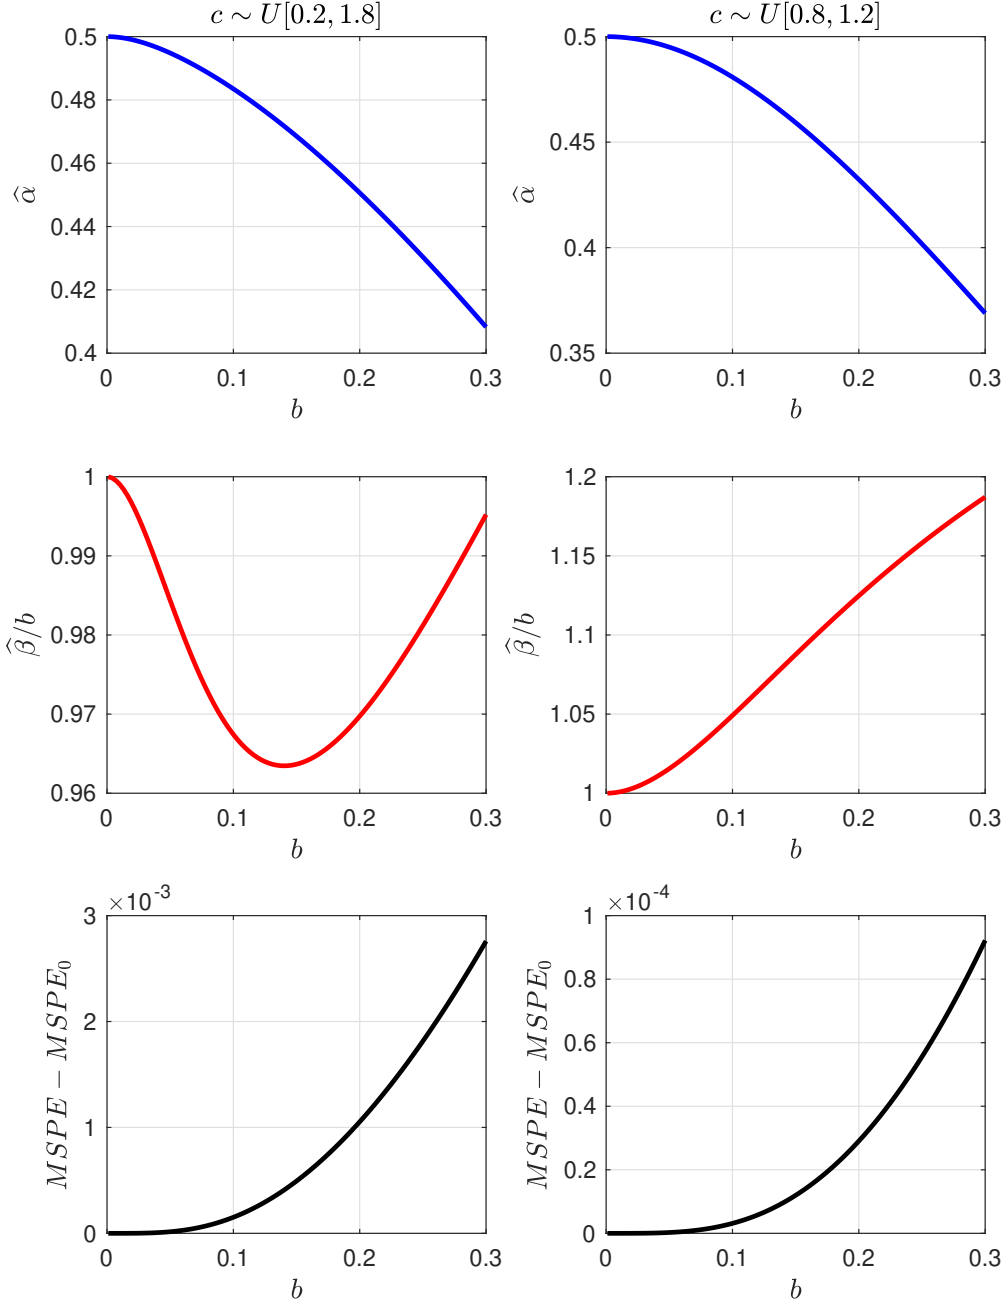 c ∼ U[0.2, 1.8]
c ∼ U[0.8, 1.2]
0.5
0.48
0.46
0.44
0.42
0.4
α̂
0 0.1 0.2 0.3
b
0.5
0.45
0.4
0.35
α̂
0 0.1 0.2 0.3
b
1
0.99
0.98
0.97
0.96
β̂/b
0 0.1 0.2 0.3
b
1.2
1.15
1.1
1.05
1
β̂/b
0 0.1 0.2 0.3
b
×10⁻³
3
2
1
0
MSPE − MSPE₀
0 0.1 0.2 0.3
b
×10⁻⁴
1
0.8
0.6
0.4
0.2
0
MSPE − MSPE₀
0 0.1 0.2 0.3
b